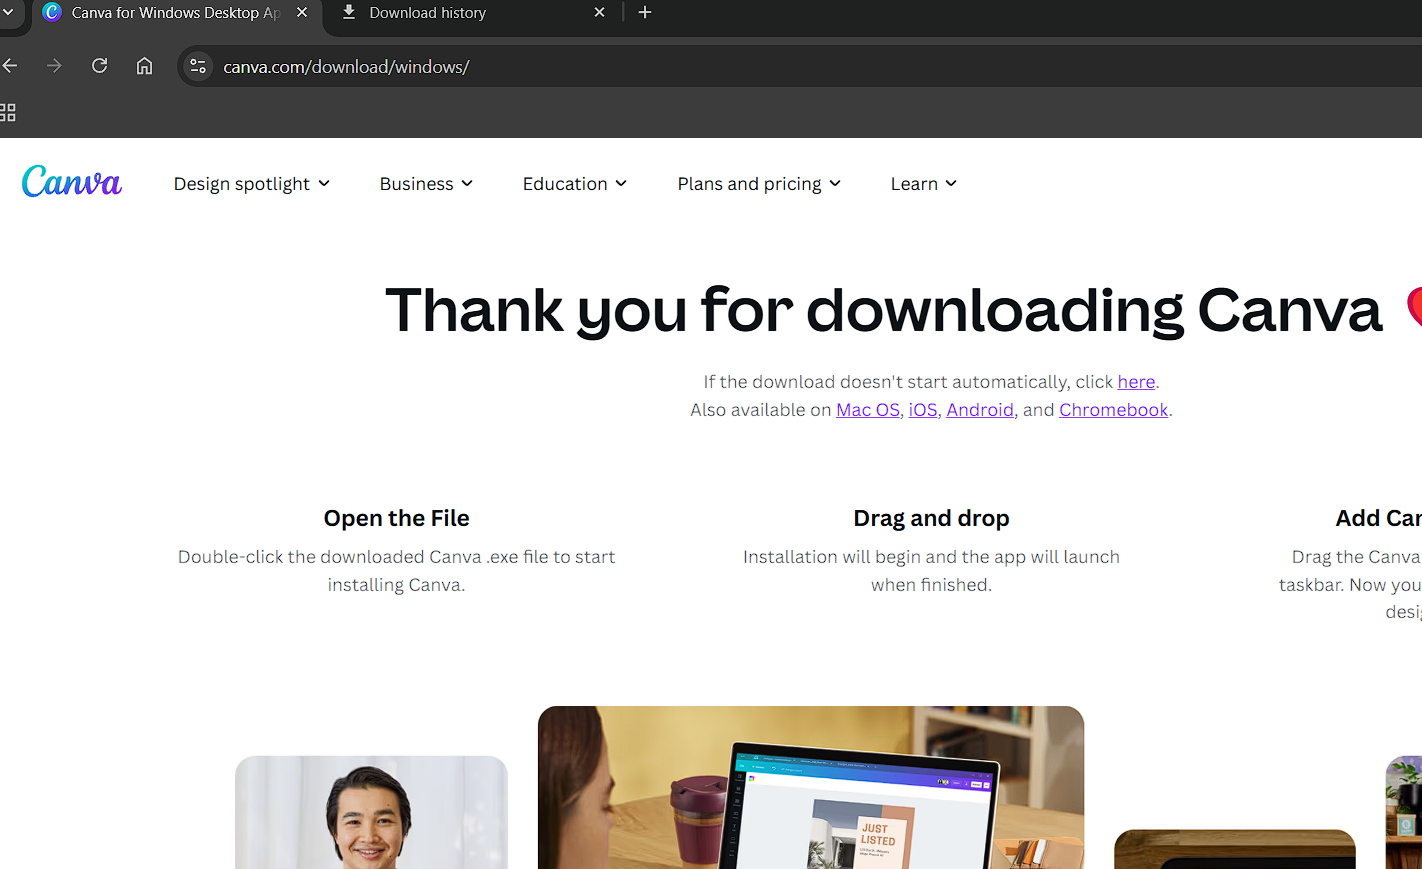 Canva for Windows Desktop Ap
Download history
canva.com/download/windows/
Canva
Design spotlight
Business
Education
Plans and pricing
Learn
Thank you for downloading Canva
If the download doesn't start automatically, click here.
Also available on Mac OS, iOS, Android, and Chromebook.
Open the File
Double-click the downloaded Canva .exe file to start
installing Canva.
Drag and drop
Installation will begin and the app will launch
when finished.
Add Can
Drag the Canva
taskbar. Now you
desig
JUST
LISTED